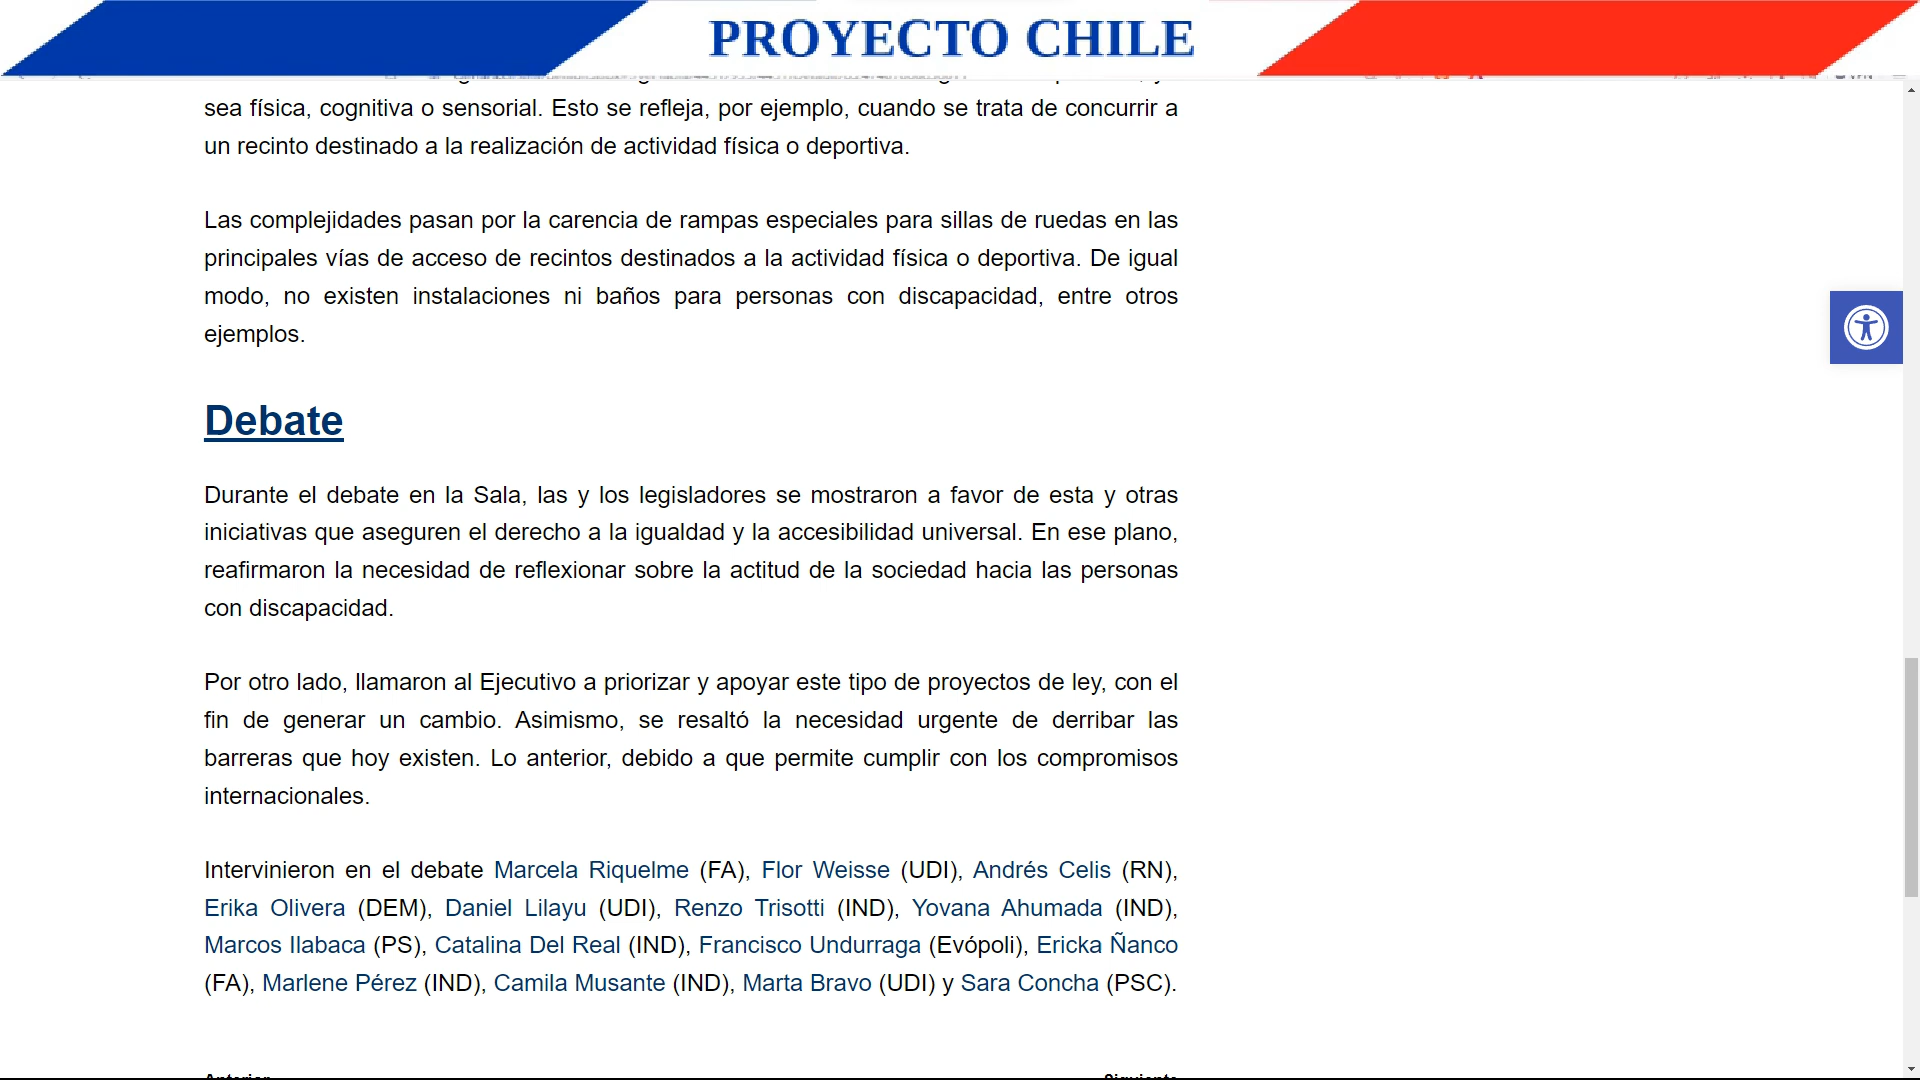 PROYECTO CHILE
sea física, cognitiva o sensorial. Esto se refleja, por ejemplo, cuando se trata de concurrir a
un recinto destinado a la realización de actividad física o deportiva.
Las complejidades pasan por la carencia de rampas especiales para sillas de ruedas en las
principales vías de acceso de recintos destinados a la actividad física o deportiva. De igual
modo, no existen instalaciones ni baños para personas con discapacidad, entre otros
ejemplos.
Debate
Durante el debate en la Sala, las y los legisladores se mostraron a favor de esta y otras
iniciativas que aseguren el derecho a la igualdad y la accesibilidad universal. En ese plano,
reafirmaron la necesidad de reflexionar sobre la actitud de la sociedad hacia las personas
con discapacidad.
Por otro lado, llamaron al Ejecutivo a priorizar y apoyar este tipo de proyectos de ley, con el
fin de generar un cambio. Asimismo, se resaltó la necesidad urgente de derribar las
barreras que hoy existen. Lo anterior, debido a que permite cumplir con los compromisos
internacionales.
Intervinieron en el debate Marcela Riquelme (FA), Flor Weisse (UDI), Andrés Celis (RN),
Erika Olivera (DEM), Daniel Lilayu (UDI), Renzo Trisotti (IND), Yovana Ahumada (IND),
Marcos Ilabaca (PS), Catalina Del Real (IND), Francisco Undurraga (Evópoli), Ericka Ñanco
(FA), Marlene Pérez (IND), Camila Musante (IND), Marta Bravo (UDI) y Sara Concha (PSC).
Anterior Siguiente